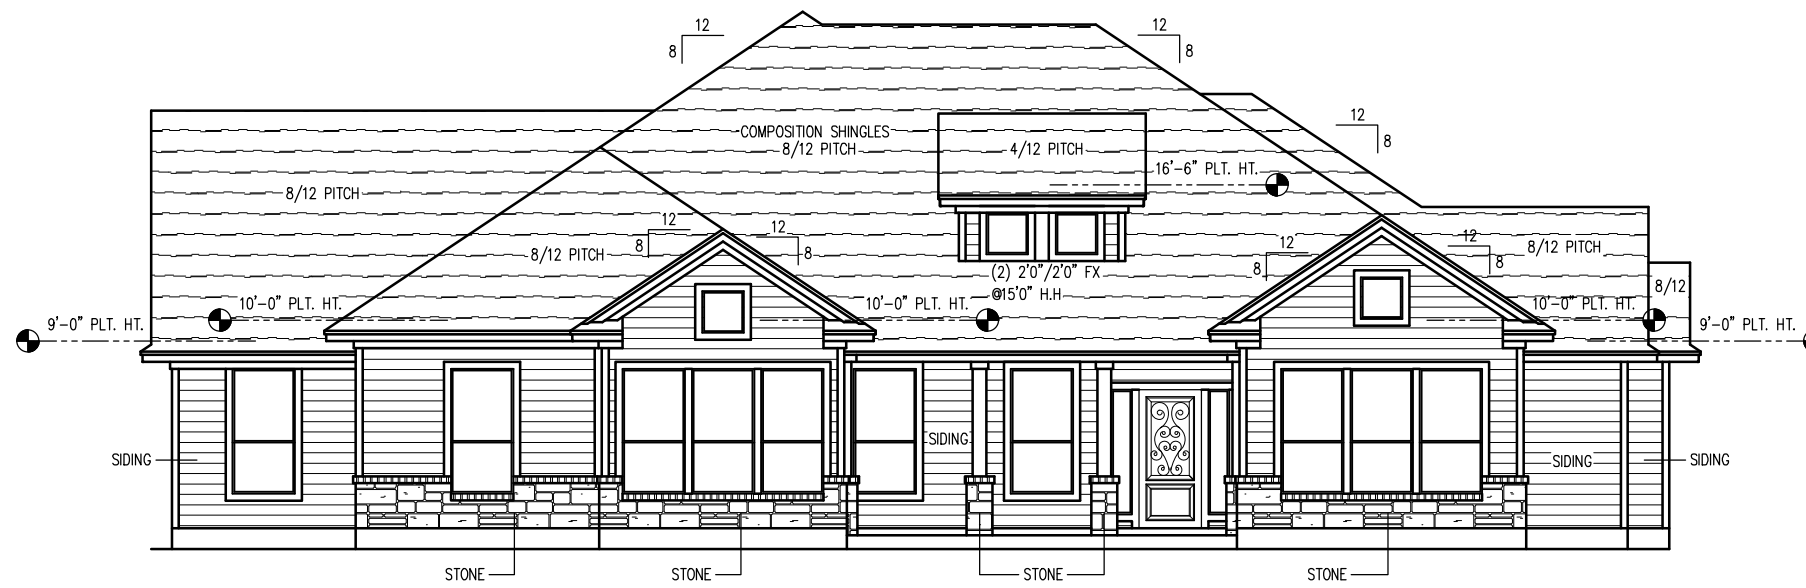 12
8
12
8
12
8
COMPOSITION SHINGLES
8/12 PITCH
4/12 PITCH
16'-6" PLT. HT.
8/12 PITCH
12
8
12
8
8/12 PITCH
12
8
12
8
8/12 PITCH
(2) 2'0"/2'0" FX
@15'0" H.H
8/12
10'-0" PLT. HT.
10'-0" PLT. HT.
10'-0" PLT. HT.
9'-0" PLT. HT.
9'-0" PLT. HT.
SIDING
SIDING
SIDING
SIDING
STONE
STONE
STONE
STONE